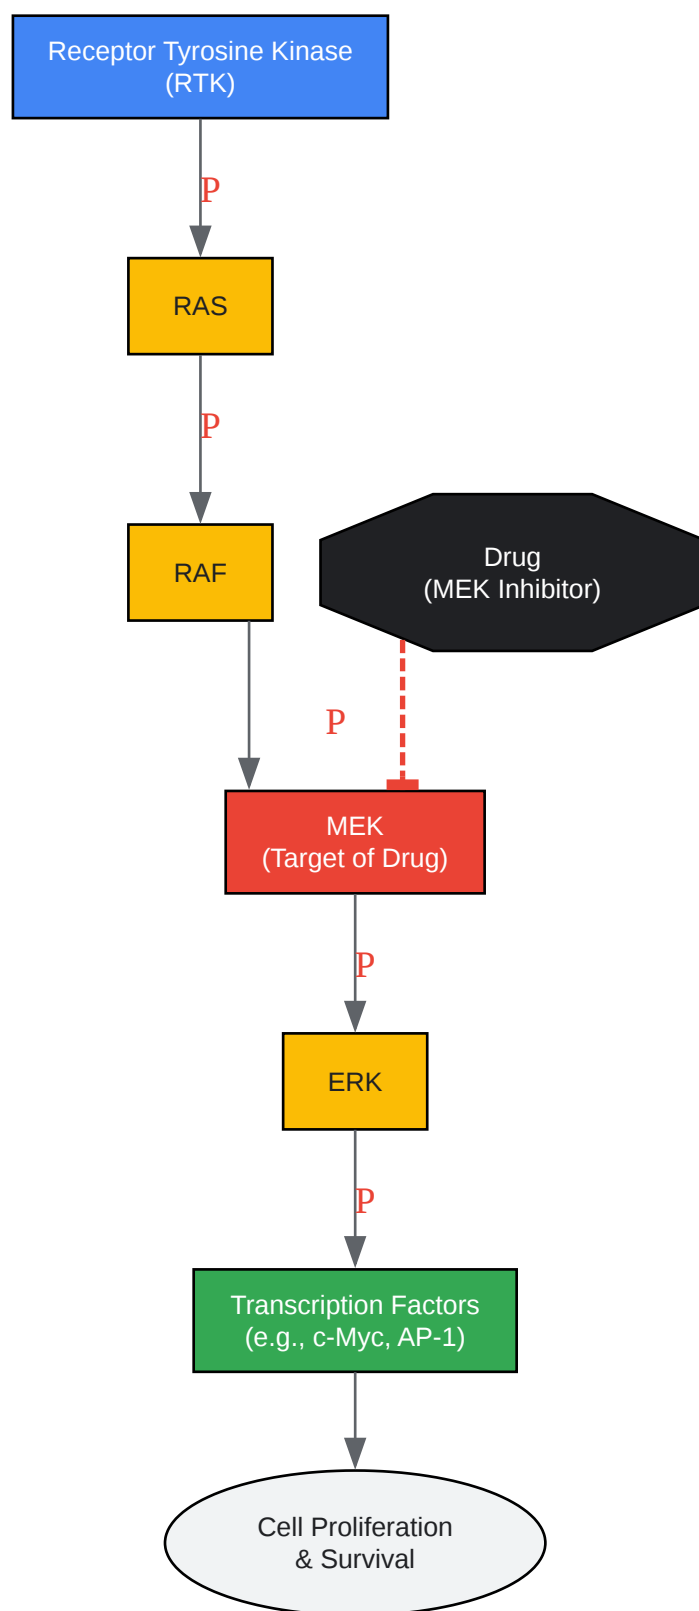 Receptor Tyrosine Kinase
(RTK)
P
RAS
P
RAF
Drug
(MEK Inhibitor)
P
MEK
(Target of Drug)
P
ERK
P
Transcription Factors
(e.g., c-Myc, AP-1)
Cell Proliferation
& Survival